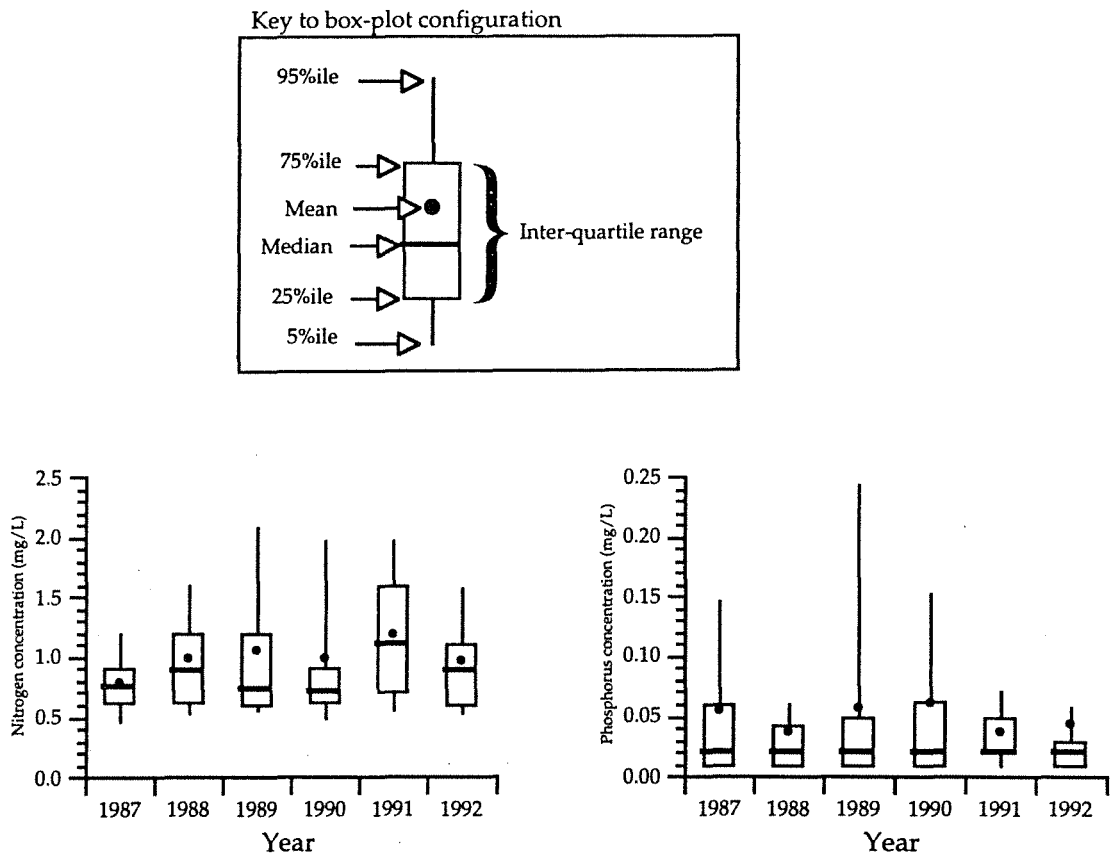 Key to box-plot configuration
95%ile
75%ile
Mean
Median
Inter-quartile range
25%ile
5%ile
Nitrogen concentration (mg/L)
2.5
2.0
1.5
1.0
0.5
0.0
1987 1988 1989 1990 1991 1992
Year
Phosphorus concentration (mg/L)
0.25
0.20
0.15
0.10
0.05
0.00
1987 1988 1989 1990 1991 1992
Year